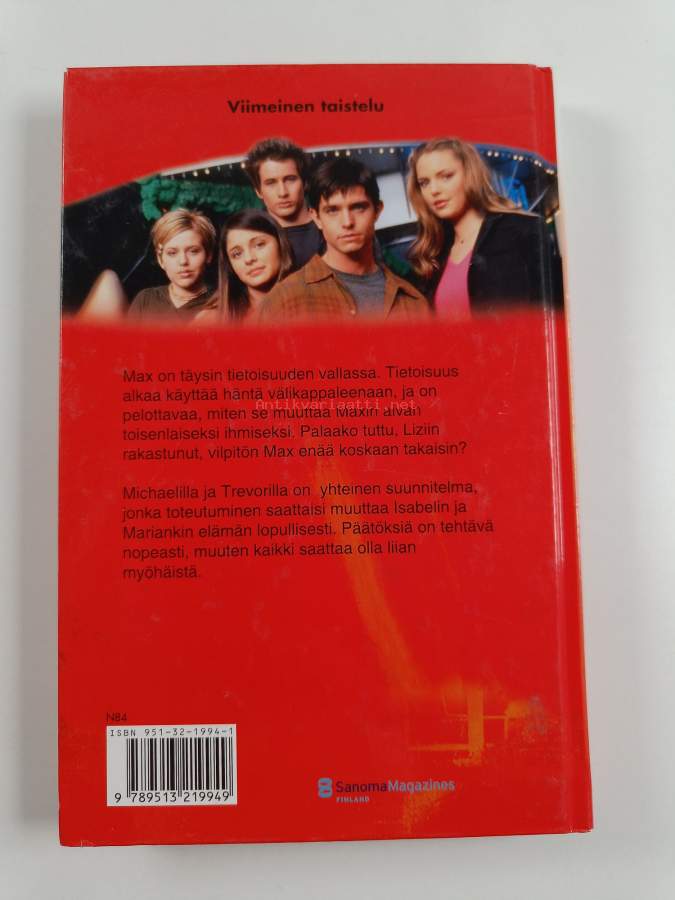 Viimeinen taistelu
Max on täysin tietoisuuden vallassa. Tietoisuus
alkaa käyttää häntä välikappaleenaan, ja on
pelottavaa, miten se muuttaa Maxin aivan
Antikvariaatti.net
toisenlaiseksi ihmiseksi. Palaako tuttu, Liziin
rakastunut, vilpitön Max enää koskaan takaisin?
Michaelilla ja Trevorilla on yhteinen suunnitelma,
jonka toteutuminen saattaisi muuttaa Isabelin ja
Mariankin elämän lopullisesti. Päätöksiä on tehtävä
nopeasti, muuten kaikki saattaa olla liian
myöhäistä.
N84
ISBN 951-32-1994-1
9 789513 219949
SanomaMagazines
FINLAND